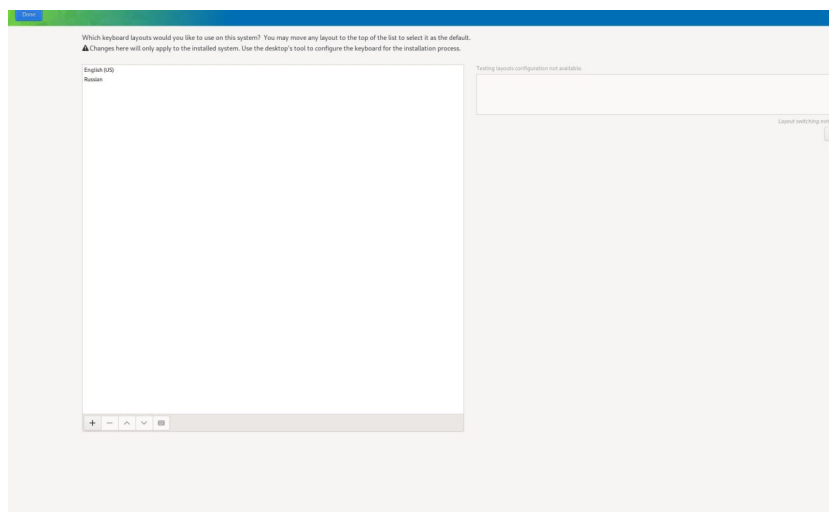 Done
Which keyboard layouts would you like to use on this system? You may move any layout to the top of the list to select it as the default.
Changes here will only apply to the installed system. Use the desktop's tool to configure the keyboard for the installation process.
English (US)
Russian
Testing layouts configuration not available.
Layout switching not